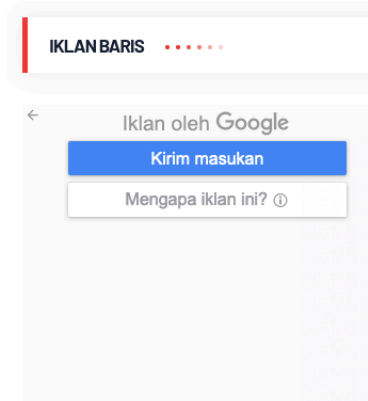 IKLAN BARIS
Iklan oleh Google
Kirim masukan
Mengapa iklan ini?